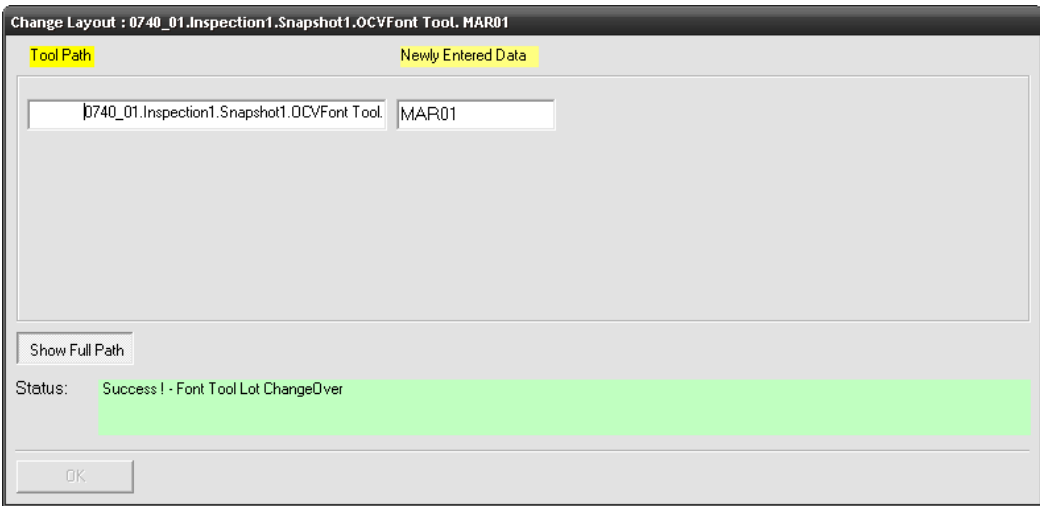 Change Layout : 0740_01.Inspection1.Snapshot1.OCVFont Tool. MAR01
Tool Path Newly Entered Data
0740_01.Inspection1.Snapshot1.OCVFont Tool. MAR01
Show Full Path
Status: Success ! - Font Tool Lot ChangeOver
OK